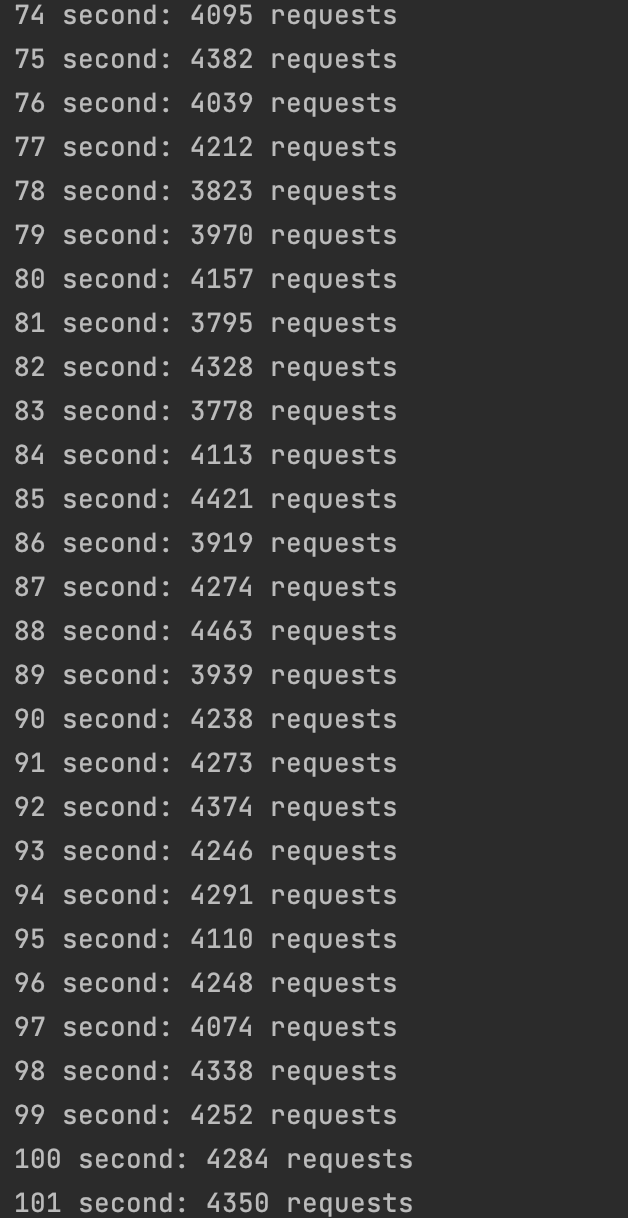 74 second: 4095 requests
75 second: 4382 requests
76 second: 4039 requests
77 second: 4212 requests
78 second: 3823 requests
79 second: 3970 requests
80 second: 4157 requests
81 second: 3795 requests
82 second: 4328 requests
83 second: 3778 requests
84 second: 4113 requests
85 second: 4421 requests
86 second: 3919 requests
87 second: 4274 requests
88 second: 4463 requests
89 second: 3939 requests
90 second: 4238 requests
91 second: 4273 requests
92 second: 4374 requests
93 second: 4246 requests
94 second: 4291 requests
95 second: 4110 requests
96 second: 4248 requests
97 second: 4074 requests
98 second: 4338 requests
99 second: 4252 requests
100 second: 4284 requests
101 second: 4350 requests